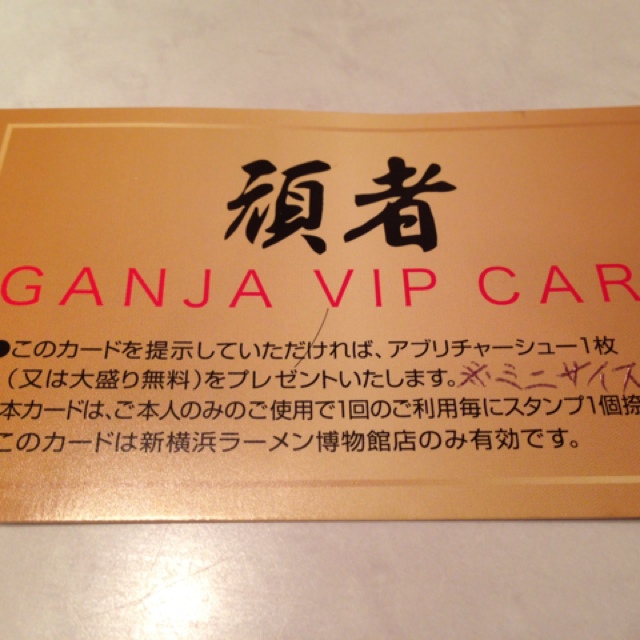 頑者
GANJA VIP CAR
●このカードを提示していただければ、アブリチャーシュー1枚
(又は大盛り無料)をプレゼントいたします。※ミニサイズ
本カードは、ご本人のみのご使用で1回のご利用毎にスタンプ1個捺
このカードは新横浜ラーメン博物館店のみ有効です。